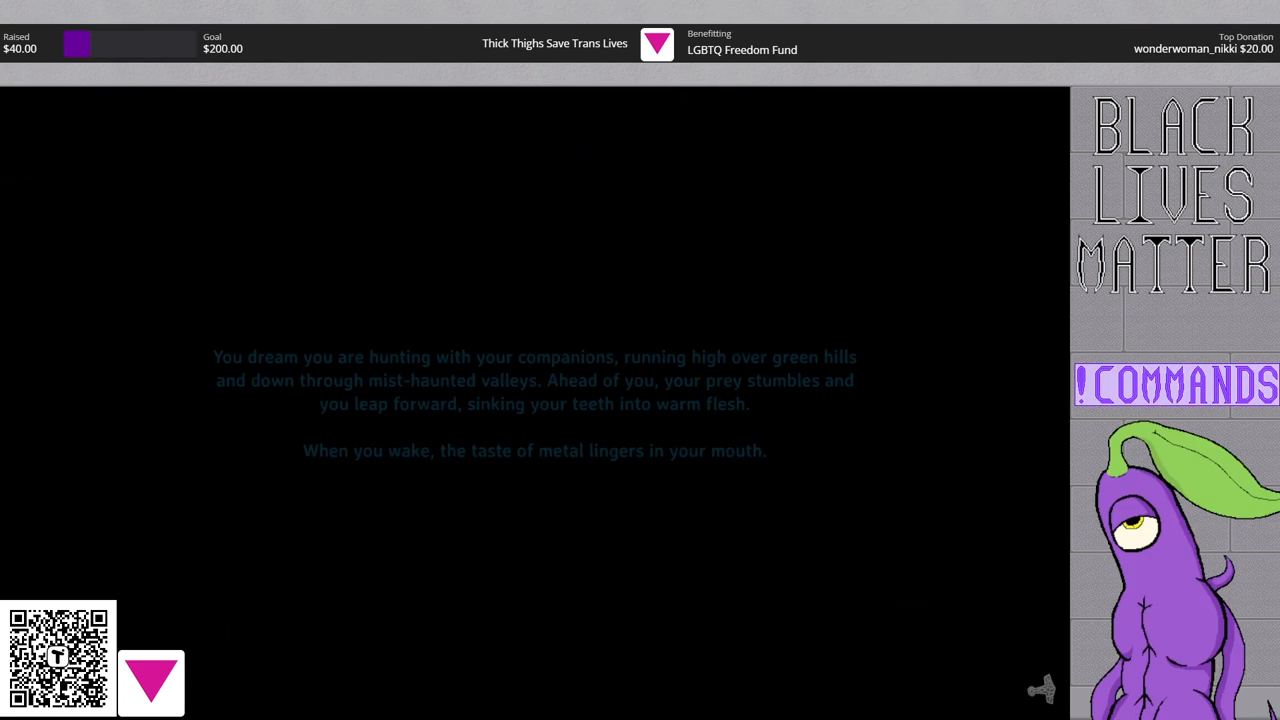 Raised
$40.00
Goal
$200.00
Thick Thighs Save Trans Lives
Benefitting
LGBTQ Freedom Fund
Top Donation
wonderwoman_nikki $20.00
BLACK
LIVES
MATTER
You dream you are hunting with your companions, running high over green hills
and down through mist-haunted valleys. Ahead of you, your prey stumbles and
you leap forward, sinking your teeth into warm flesh.
When you wake, the taste of metal lingers in your mouth.
!COMMANDS
T